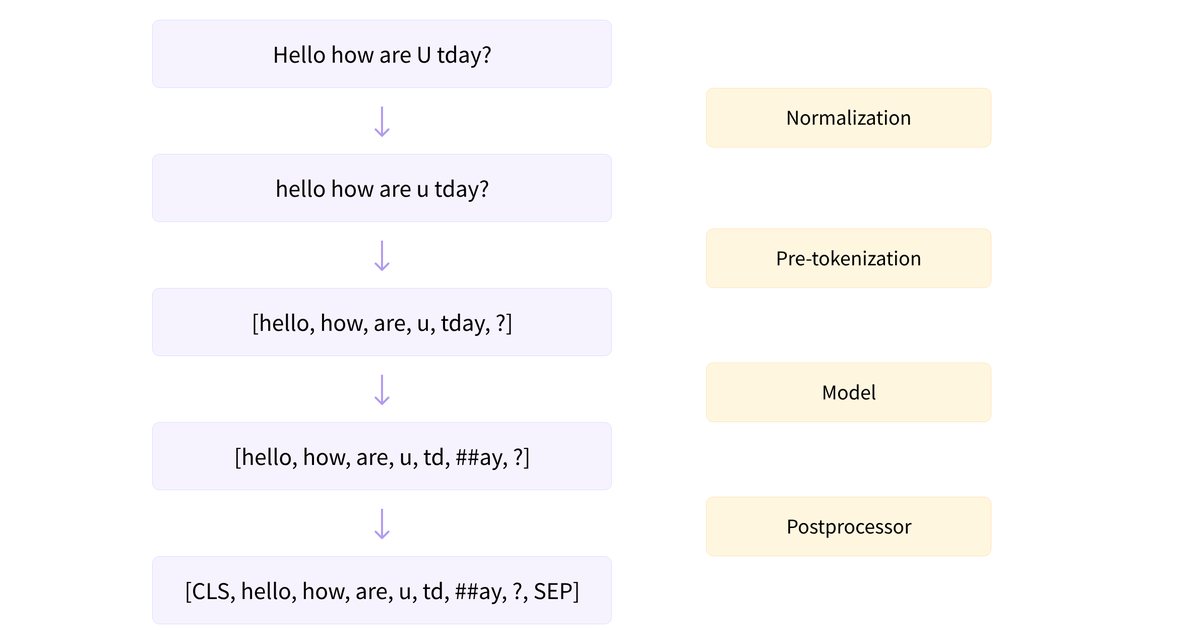 Hello how are U tday?
Normalization
hello how are u tday?
Pre-tokenization
[hello, how, are, u, tday, ?]
Model
[hello, how, are, u, td, ##ay, ?]
Postprocessor
[CLS, hello, how, are, u, td, ##ay, ?, SEP]